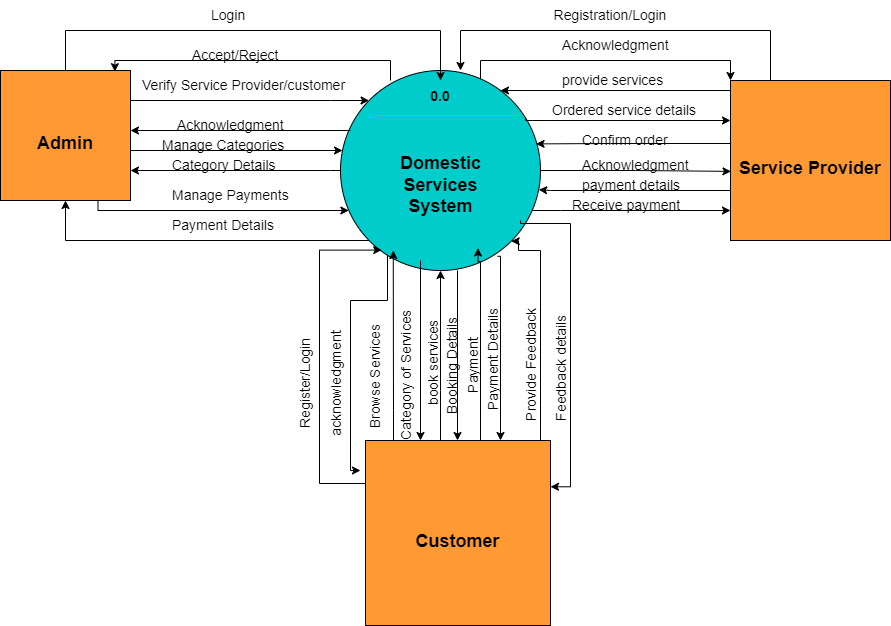 Login
Registration/Login
Accept/Reject
Acknowledgment
Verify Service Provider/customer
provide services
0.0
Ordered service details
Acknowledgment
Manage Categories
Confirm order
Admin
Category Details
Domestic
Services
System
Acknowledgment
Service Provider
payment details
Manage Payments
Receive payment
Payment Details
Register/Login
acknowledgment
Browse Services
Category of Services
book services
Booking Details
Payment
Payment Details
Provide Feedback
Feedback details
Customer